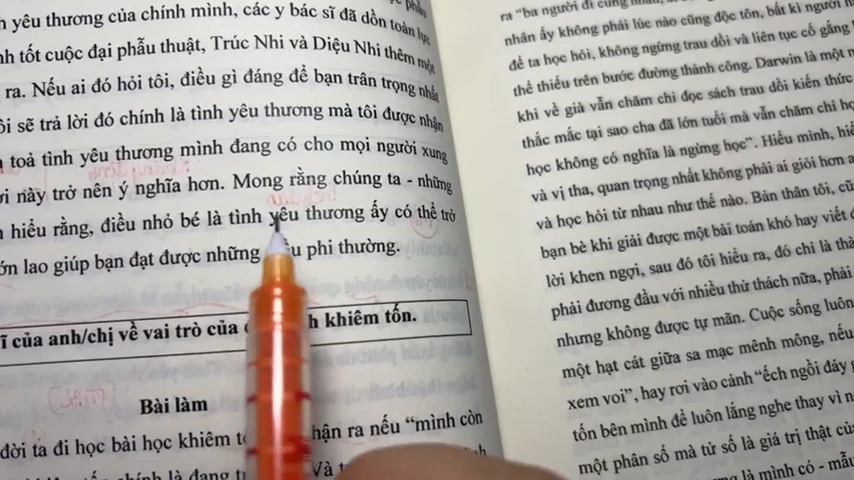 yêu thương của chính mình, các y bác sĩ đã dồn toàn lực
tốt cuộc đại phẫu thuật, Trúc Nhi và Diệu Nhi thêm một
ra. Nếu ai đó hỏi tôi, điều gì đáng để bạn trân trọng nhất
sẽ trả lời đó chính là tình yêu thương mà tôi được nhận
toả tình yêu thương mình đang có cho mọi người xung
này trở nên ý nghĩa hơn. Mong rằng chúng ta - những
hiểu rằng, điều nhỏ bé là tình yêu thương ấy có thể trở
lao giúp bạn đạt được những phi thường.
của anh/chị về vai trò của khiêm tốn.
Bài làm
đời ta đi học bài học khiêm ra nếu “mình còn
chính là đang
ra “ba người đi cùng
nhân ấy không phải lúc nào cũng độc tôn, bất kì người
để ta học hỏi, không ngừng trau dồi và liên tục cố gắng
thể thiếu trên bước đường thành công. Darwin là một
khi về già vẫn chăm chỉ đọc sách trau dồi kiến thức
thắc mắc tại sao cha đã lớn tuổi mà vẫn chăm chỉ
học không có nghĩa là ngừng học”. Hiểu mình,
và vị tha, quan trọng nhất không phải ai giỏi hơn
và học hỏi từ nhau như thế nào. Bản thân tôi,
bạn bè khi giải được một bài toán khó hay viết
lời khen ngợi, sau đó tôi hiểu ra, đó chỉ là
phải đương đầu với nhiều thử thách nữa, phải
nhưng không được tự mãn. Cuộc sống luôn
một hạt cát giữa sa mạc mênh mông, nếu
xem voi”, hay rơi vào cảnh “ếch ngồi đáy
tốn bên mình để luôn lắng nghe thay vì
một phân số mà tử số là giá trị thật
là mình có - mẫu